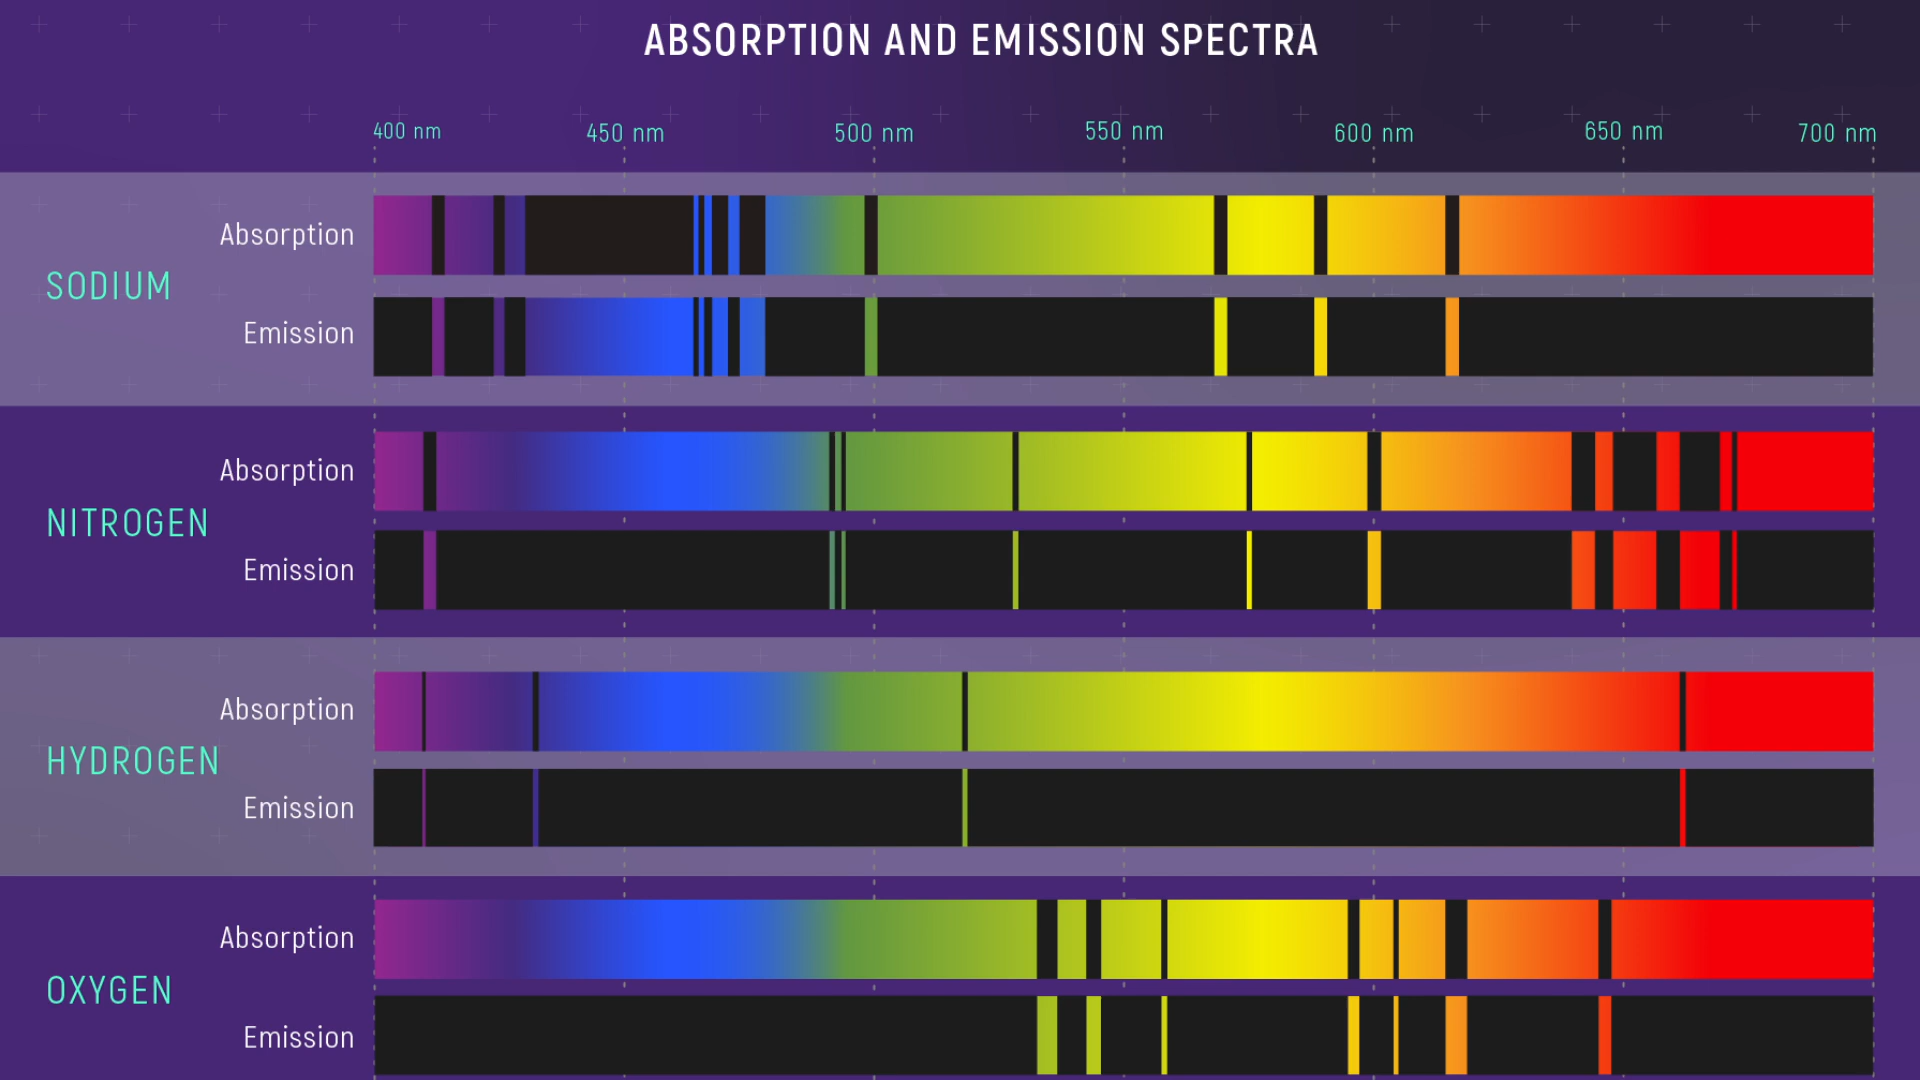 ABSORPTION AND EMISSION SPECTRA
400 nm 450 nm 500 nm 550 nm 600 nm 650 nm 700 nm
SODIUM
Absorption
Emission
NITROGEN
Absorption
Emission
HYDROGEN
Absorption
Emission
OXYGEN
Absorption
Emission